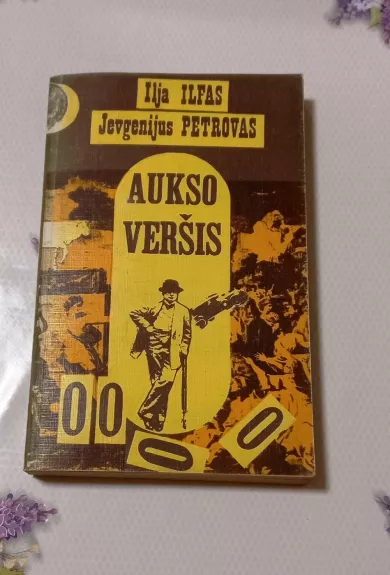 Ilja ILFAS
Jevgenijus PETROVAS
AUKSO
VERŠIS
0 0 0 0